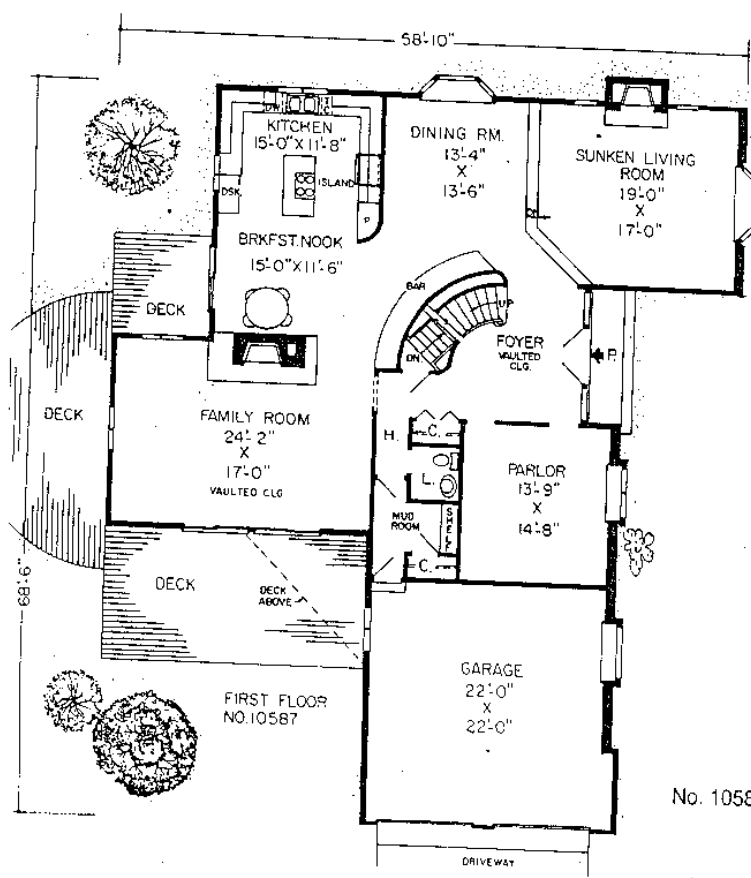 58'-10"
KITCHEN
15'-0"X11'-8"
DW
DSK.
ISLAND
P
BRKFST. NOOK
15'-0"X11'-6"
DINING RM.
13'-4"
X
13'-6"
SUNKEN LIVING
ROOM
19'-0"
X
17'-0"
DECK
BAR
UP
DN.
FOYER
VAULTED
CLG.
P.
DECK
FAMILY ROOM
24'-2"
X
17'-0"
VAULTED CLG
H.
C.
L.
PARLOR
13'-9"
X
14'-8"
MUD
ROOM
SHELF
C.
DECK
DECK
ABOVE
68'-9"
GARAGE
22'-0"
X
22'-0"
FIRST FLOOR
NO. 10587
No. 1058
DRIVEWAY